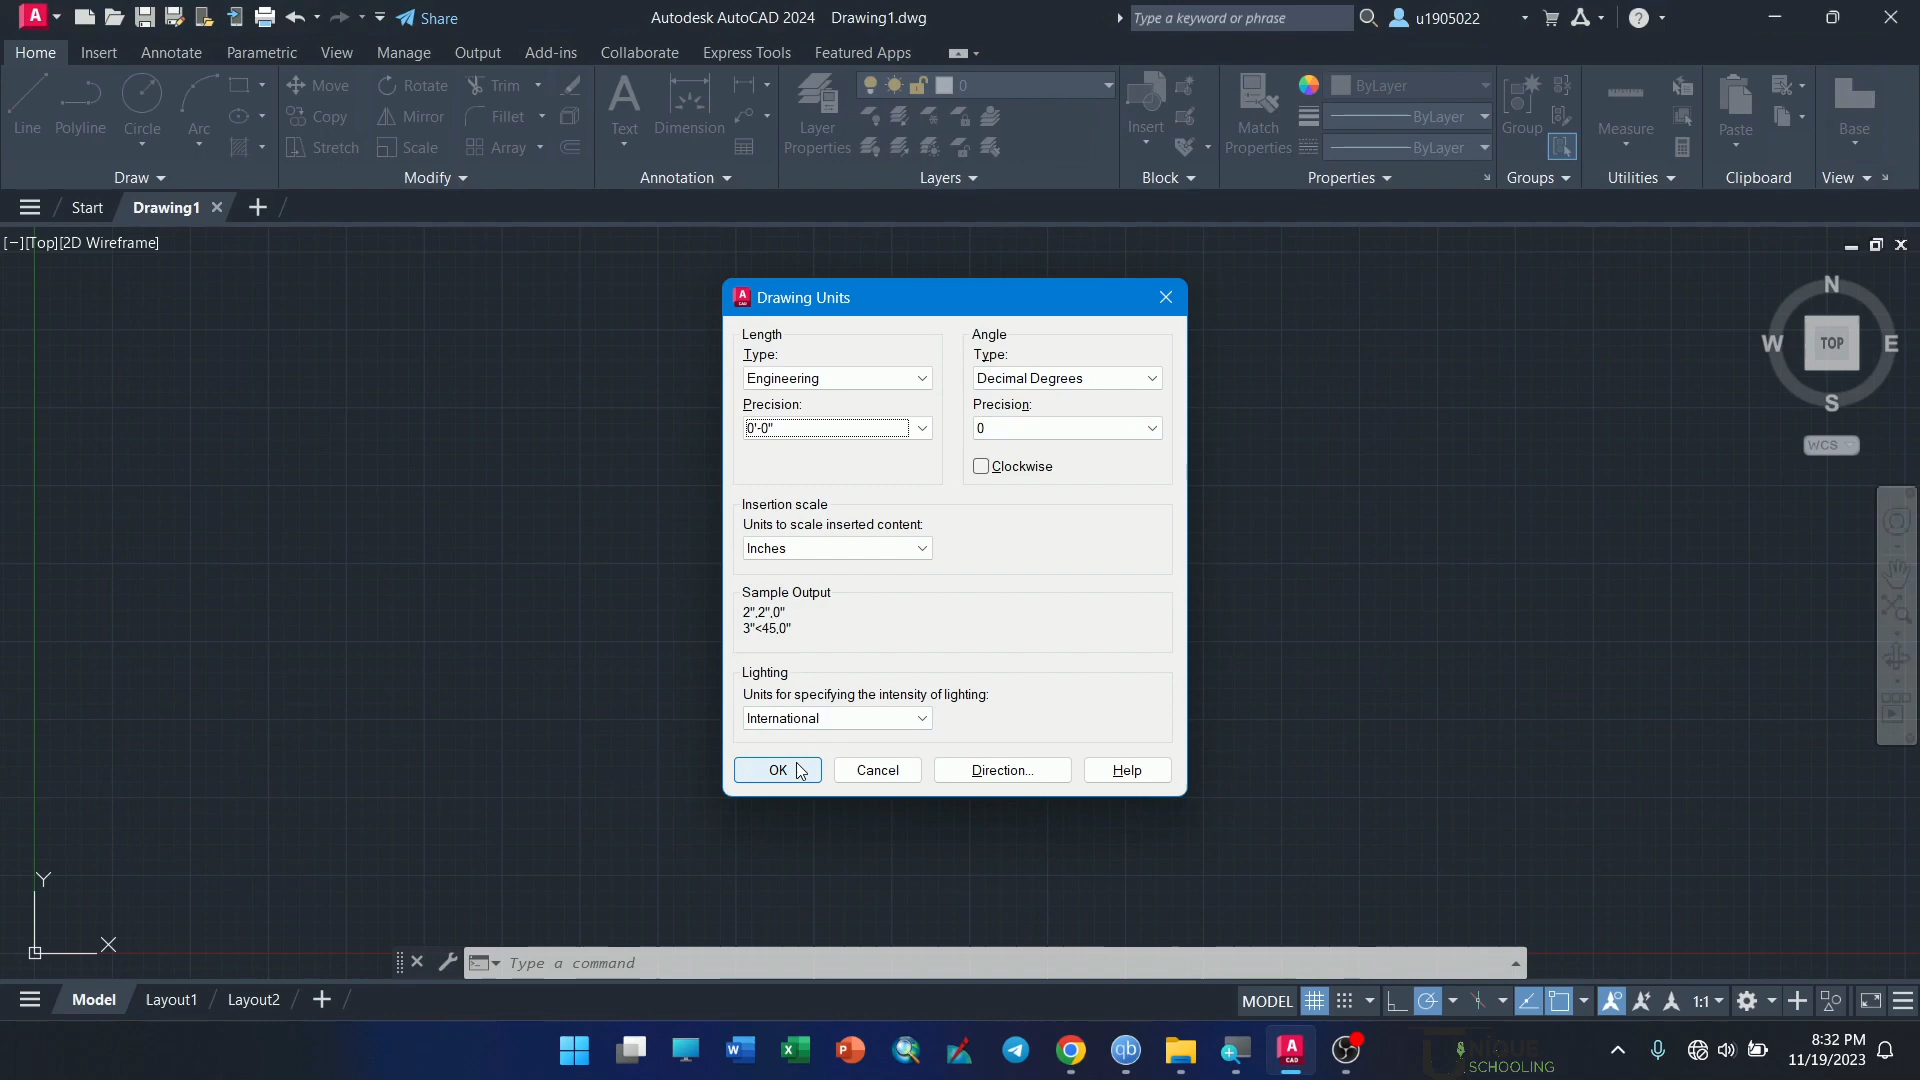 Share
Autodesk AutoCAD 2024 Drawing1.dwg
Type a keyword or phrase
u1905022
Home Insert Annotate Parametric View Manage Output Add-ins Collaborate Express Tools Featured Apps
Line Polyline Circle Arc
Move Rotate Trim
Copy Mirror Fillet
Stretch Scale Array
Text Dimension
Layer Properties
0
Insert
Match Properties
ByLayer
ByLayer
ByLayer
Group
Measure
Paste
Base
Draw Modify Annotation Layers Block Properties Groups Utilities Clipboard View
Start Drawing1
[−][Top][2D Wireframe]
N
W TOP E
S
WCS
Drawing Units
Length
Type:
Engineering
Precision:
0'-0"
Angle
Type:
Decimal Degrees
Precision:
0
Clockwise
Insertion scale
Units to scale inserted content:
Inches
Sample Output
2",2",0"
3"<45,0"
Lighting
Units for specifying the intensity of lighting:
International
OK Cancel Direction... Help
Y
X
Type a command
Model Layout1 Layout2
MODEL 1:1
UNIQUE
SCHOOLING
8:32 PM
11/19/2023